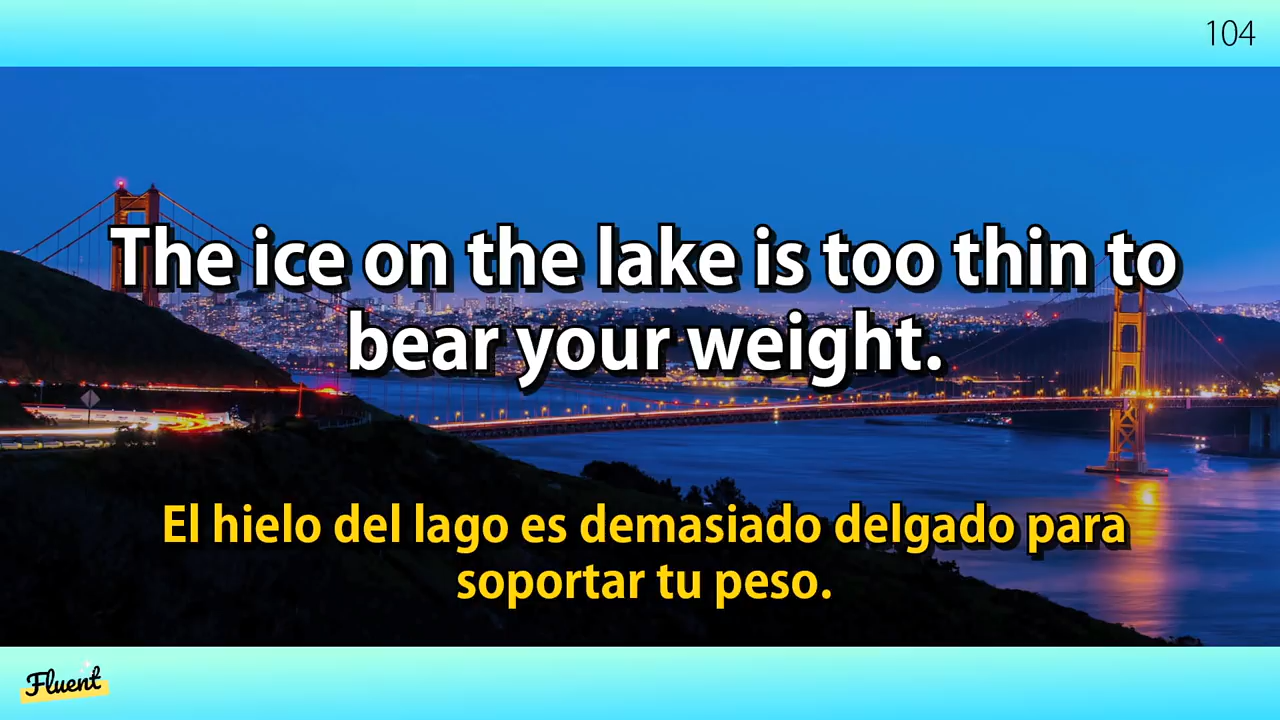 104
The ice on the lake is too thin to
bear your weight.
El hielo del lago es demasiado delgado para
soportar tu peso.
Fluent